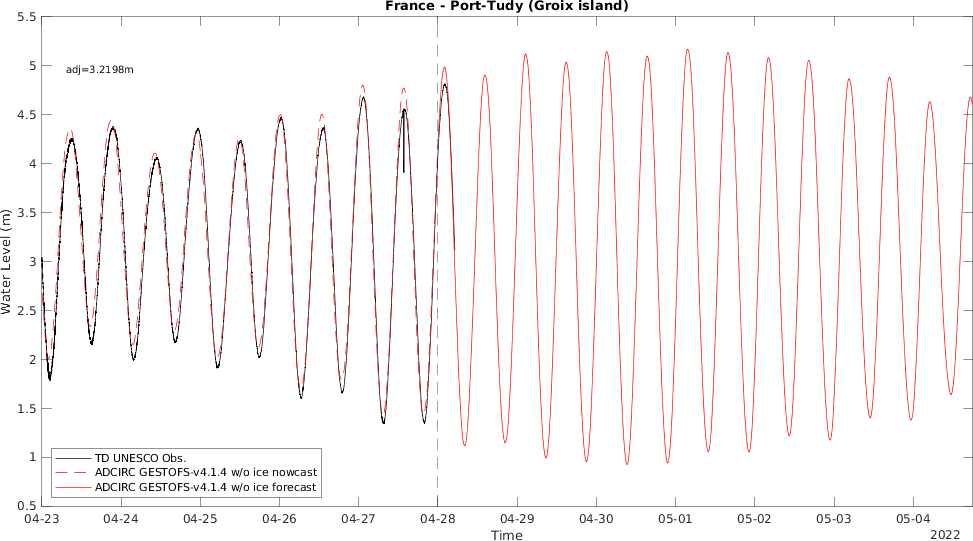 France - Port-Tudy (Groix island)
5.5
5
4.5
4
3.5
3
2.5
2
1.5
1
0.5
Water Level (m)
adj=3.2198m
TD UNESCO Obs.
ADCIRC GESTOFS-v4.1.4 w/o ice nowcast
ADCIRC GESTOFS-v4.1.4 w/o ice forecast
04-23 04-24 04-25 04-26 04-27 04-28 04-29 04-30 05-01 05-02 05-03 05-04
Time
2022